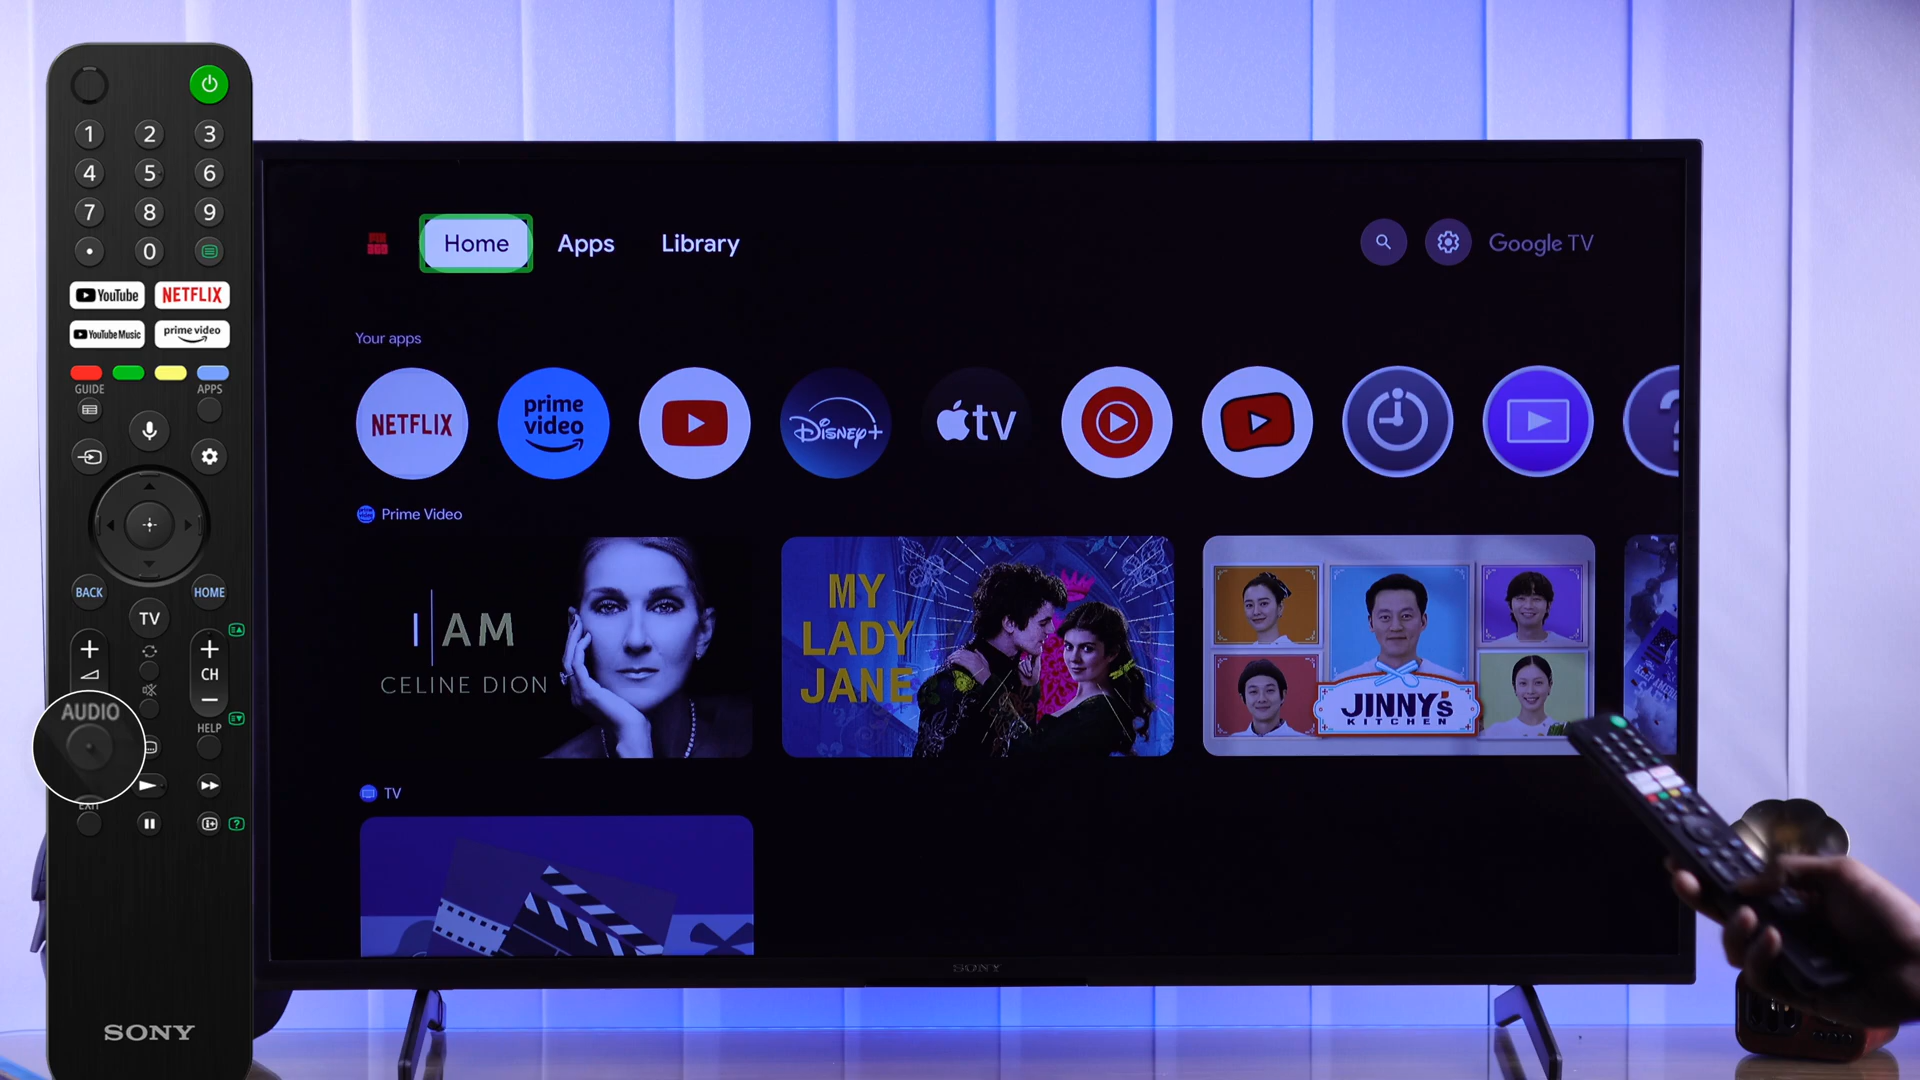 1 2 3
4 5 6
7 8 9
0
YouTube NETFLIX
YouTube Music prime video
GUIDE APPS
BACK HOME
TV
CH
AUDIO
HELP
EXIT
SONY
Home Apps Library
Google TV
Your apps
NETFLIX
prime video
Disney+
tv
Prime Video
I AM
CELINE DION
MY
LADY
JANE
JINNY's
KITCHEN
TV
SONY